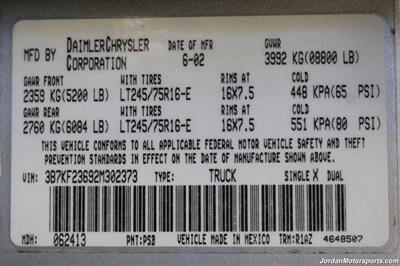 MFD BY DAIMLERCHRYSLER CORPORATION DATE OF MFR 6-02 GVWR 3992 KG(08800 LB)
GAWR FRONT WITH TIRES RIMS AT COLD
2359 KG(5200 LB) LT245/75R16-E 16X7.5 448 KPA(65 PSI)
GAWR REAR WITH TIRES RIMS AT COLD
2760 KG(6084 LB) LT245/75R16-E 16X7.5 551 KPA(80 PSI)
THIS VEHICLE CONFORMS TO ALL APPLICABLE FEDERAL MOTOR VEHICLE SAFETY AND THEFT
PREVENTION STANDARDS IN EFFECT ON THE DATE OF MANUFACTURE SHOWN ABOVE.
VIN: 3B7KF23692M302373 TYPE: TRUCK SINGLE X DUAL
MDH: 062413 PNT:PSB VEHICLE MADE IN MEXICO TRM:R1AZ 4648507
JordanMotorsports.com